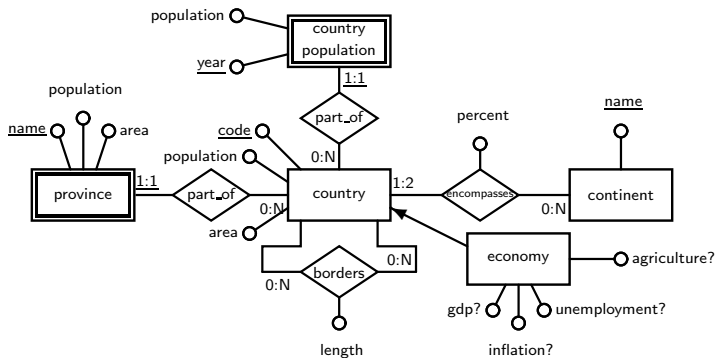 population
country
population
year
1:1
population
part_of
percent
name
name
area
code
population
0:N
province
1:1
part_of
0:N
country
1:2
encompasses
0:N
continent
area
economy
agriculture?
0:N
borders
0:N
gdp?
unemployment?
inflation?
length